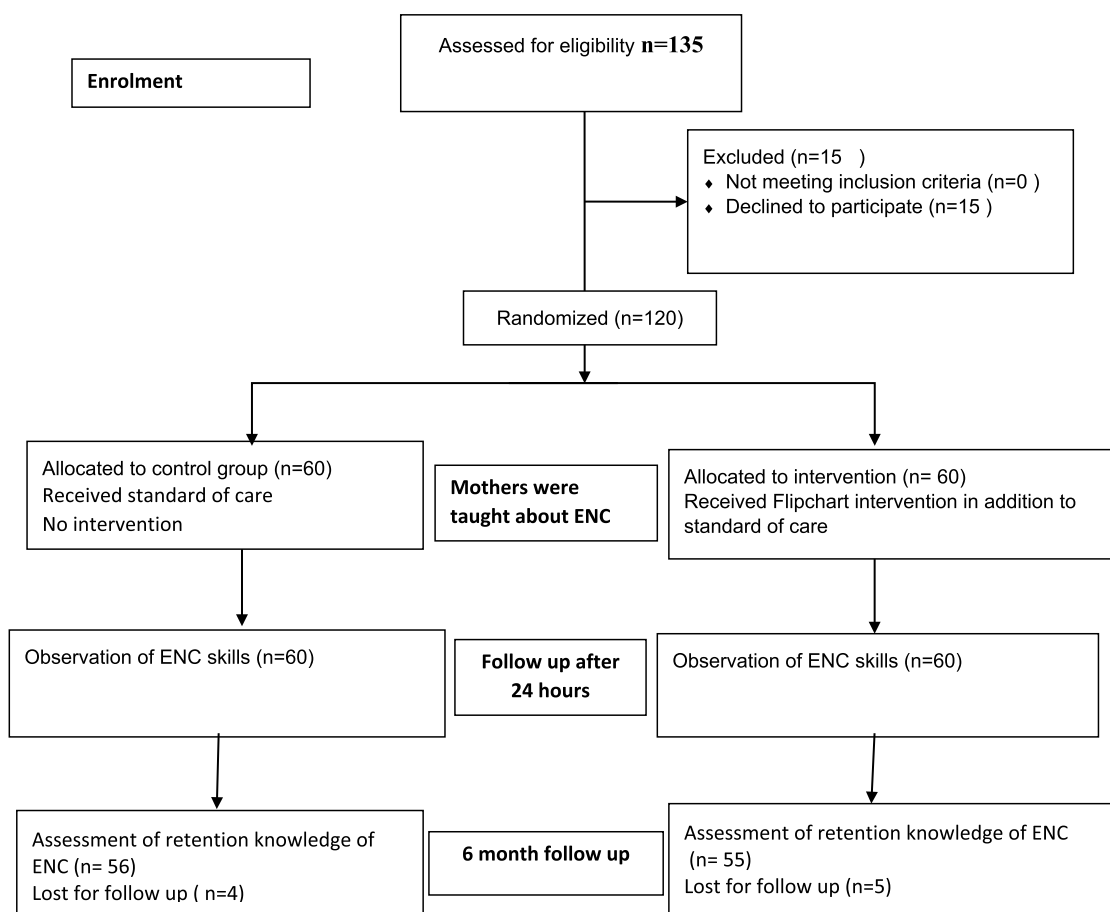 Assessed for eligibility n=135
Enrolment
Excluded (n=15 )
♦ Not meeting inclusion criteria (n=0 )
♦ Declined to participate (n=15 )
Randomized (n=120)
Allocated to control group (n=60)
Received standard of care
No intervention
Mothers were
taught about ENC
Allocated to intervention (n= 60)
Received Flipchart intervention in addition to
standard of care
Observation of ENC skills (n=60)
Follow up after
24 hours
Observation of ENC skills (n=60)
Assessment of retention knowledge of
ENC (n= 56)
Lost for follow up ( n=4)
6 month follow up
Assessment of retention knowledge of ENC
(n= 55)
Lost for follow up (n=5)